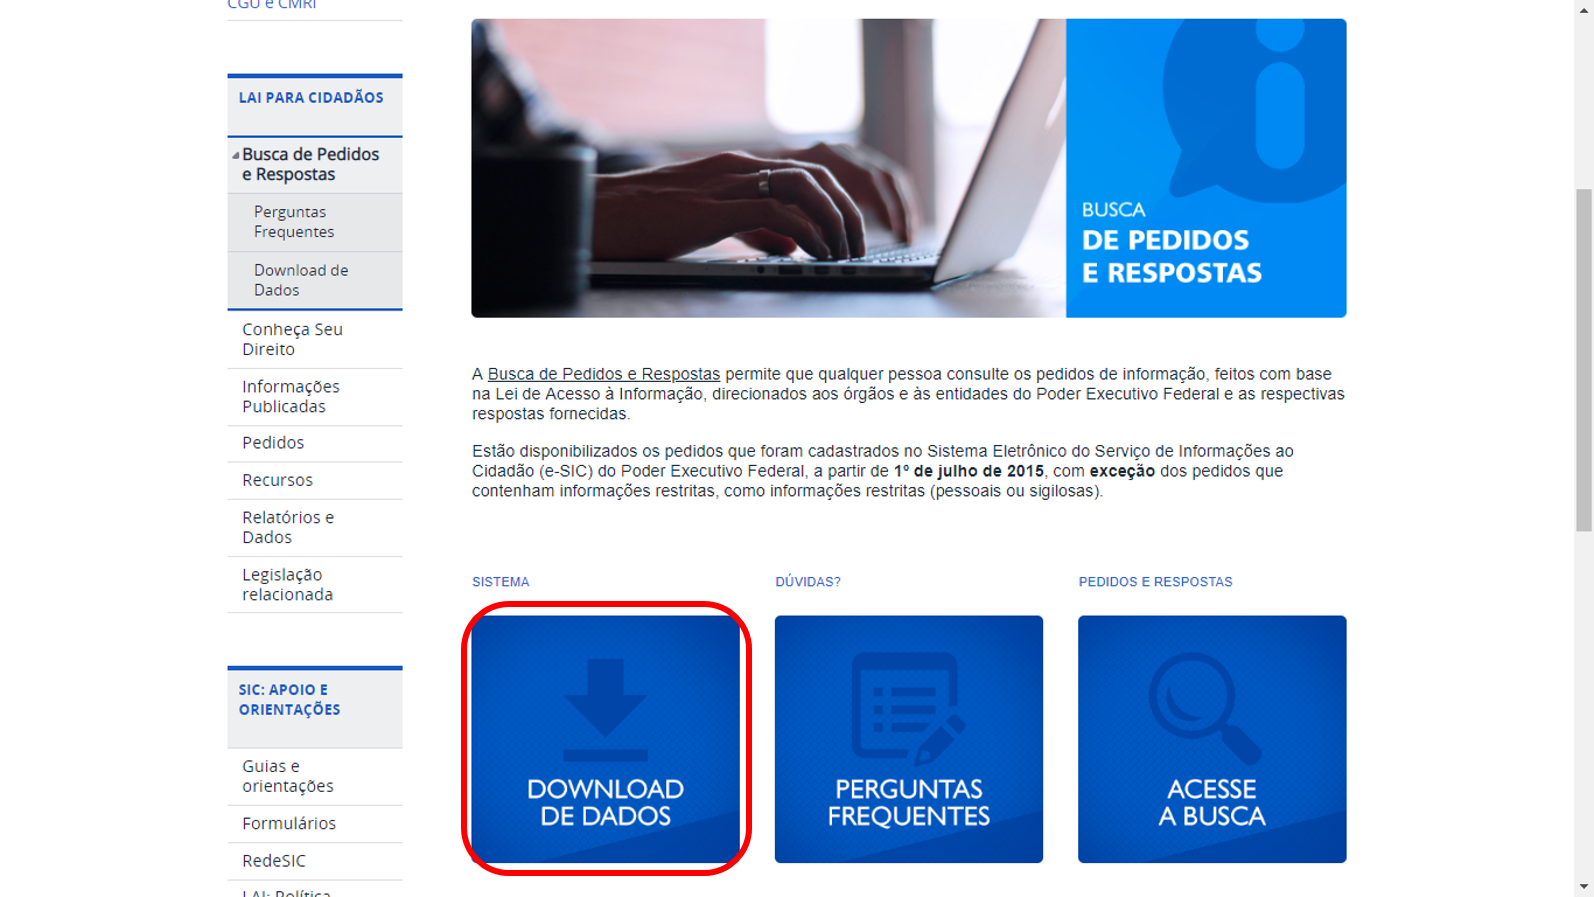 CGU e CMRI
LAI PARA CIDADÃOS
Busca de Pedidos
e Respostas
Perguntas
Frequentes
Download de
Dados
Conheça Seu
Direito
Informações
Publicadas
Pedidos
Recursos
Relatórios e
Dados
Legislação
relacionada
SIC: APOIO E
ORIENTAÇÕES
Guias e
orientações
Formulários
RedeSIC
LAI: Política
BUSCA
DE PEDIDOS
E RESPOSTAS
A Busca de Pedidos e Respostas permite que qualquer pessoa consulte os pedidos de informação, feitos com base
na Lei de Acesso à Informação, direcionados aos órgãos e às entidades do Poder Executivo Federal e as respectivas
respostas fornecidas.
Estão disponibilizados os pedidos que foram cadastrados no Sistema Eletrônico do Serviço de Informações ao
Cidadão (e-SIC) do Poder Executivo Federal, a partir de 1º de julho de 2015, com exceção dos pedidos que
contenham informações restritas, como informações restritas (pessoais ou sigilosas).
SISTEMA
DOWNLOAD
DE DADOS
DÚVIDAS?
PERGUNTAS
FREQUENTES
PEDIDOS E RESPOSTAS
ACESSE
A BUSCA